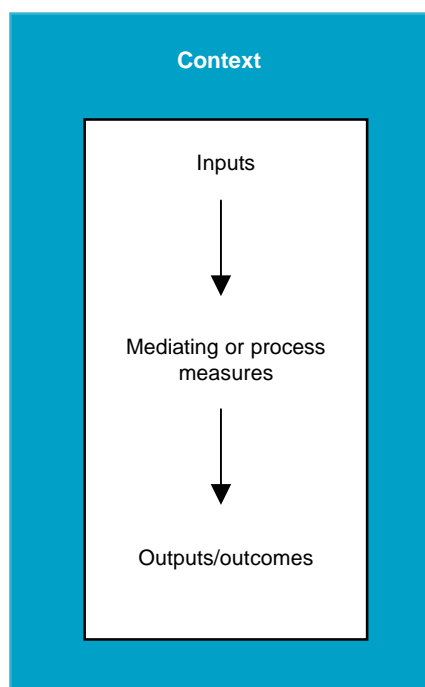 Context
Inputs
Mediating or process
measures
Outputs/outcomes